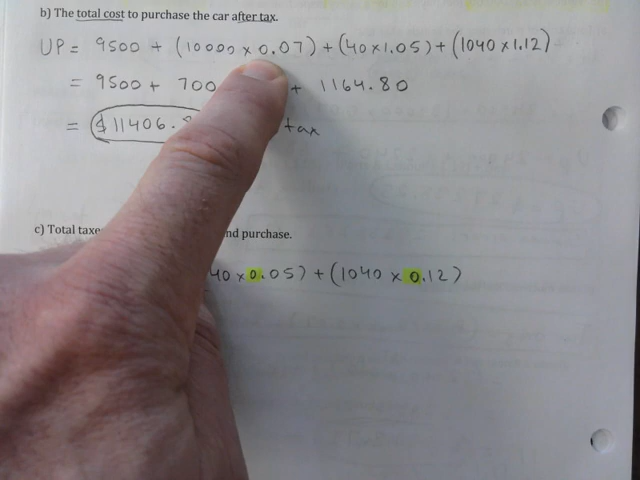 b) The total cost to purchase the car after tax.
UP = 9500 + (10000 × 0.07) + (40×1.05) + (1040×1.12)
= 9500 + 700 + 1164.80
= $11406. tax
c) Total nd purchase.
40 × 0.05) + (1040 × 0.12)